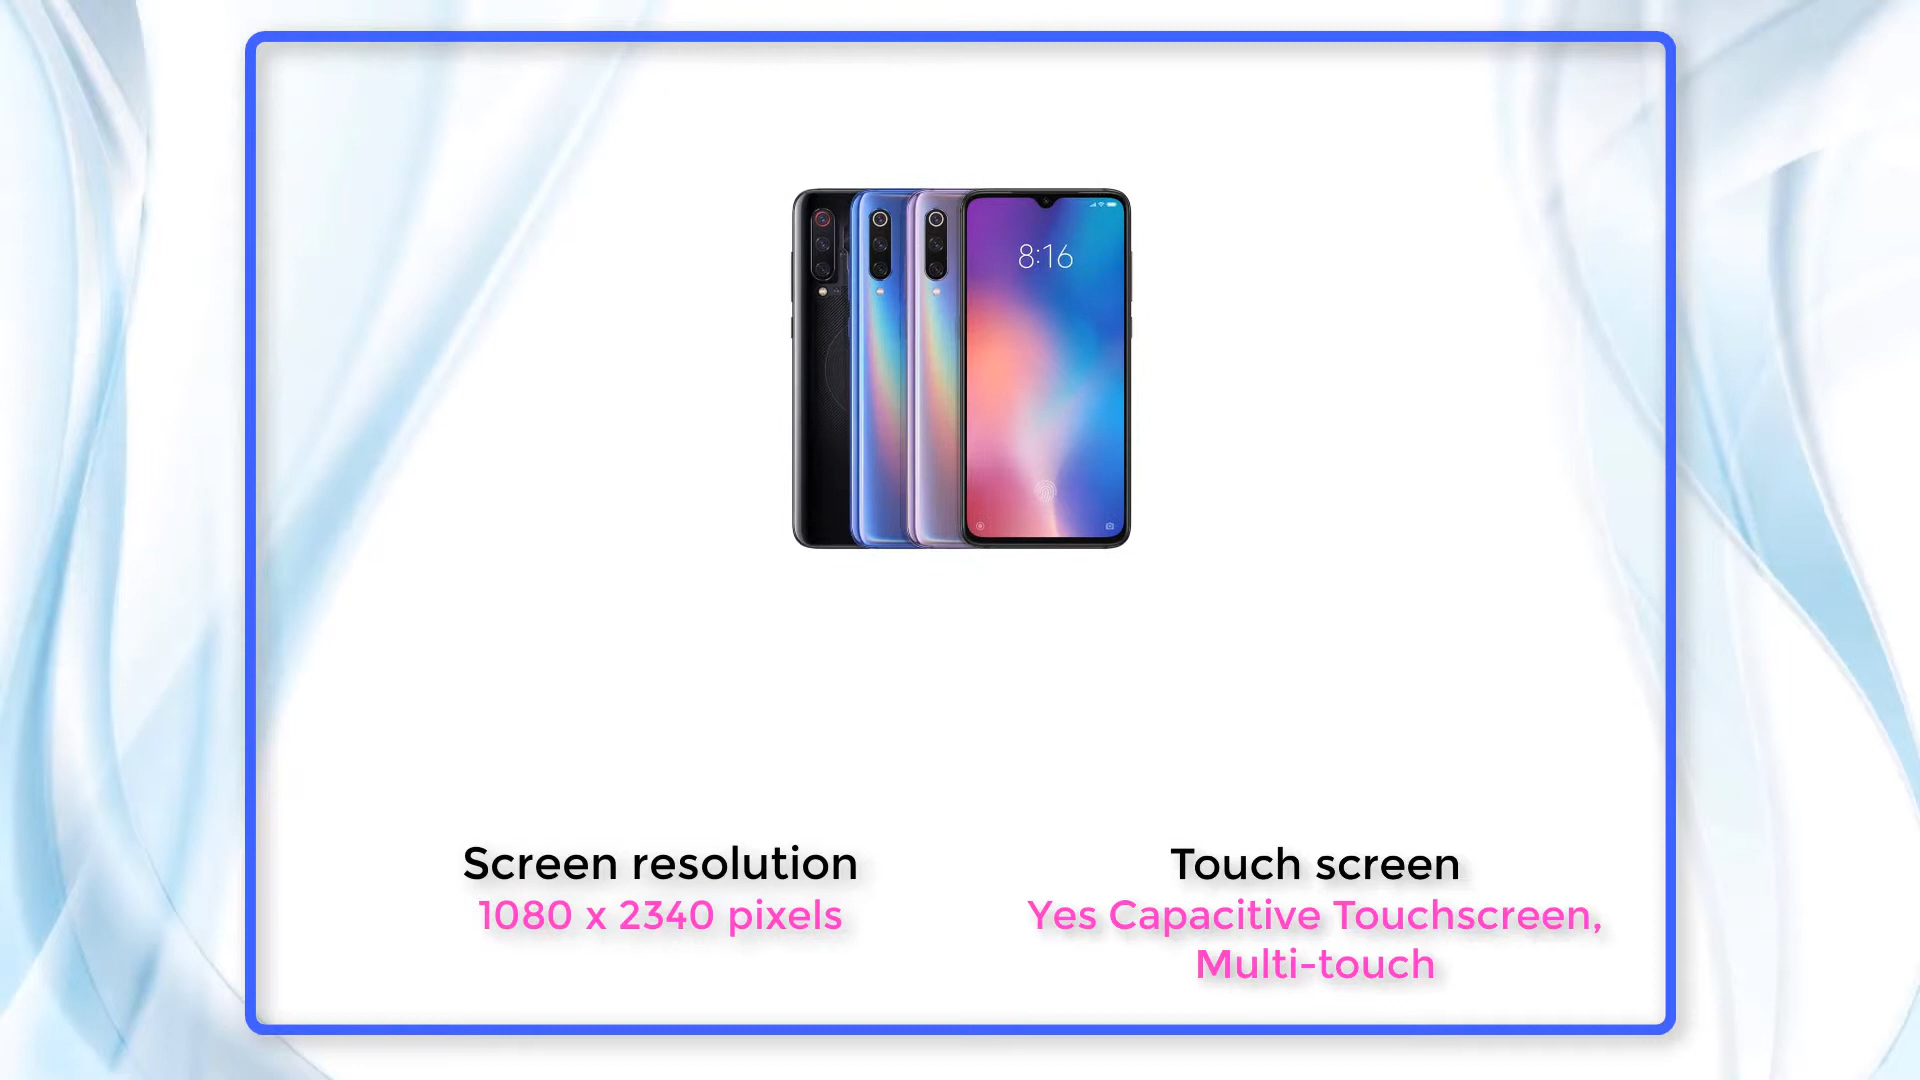 8:16
Screen resolution
1080 x 2340 pixels
Touch screen
Yes Capacitive Touchscreen,
Multi-touch